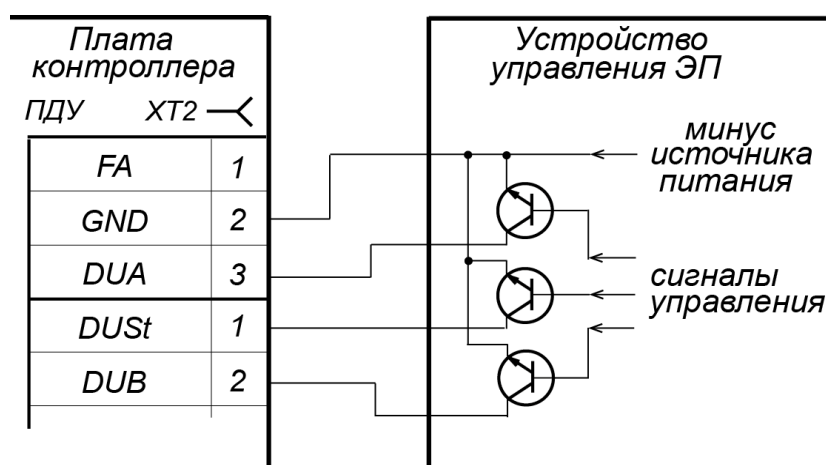 Плата
контроллера
ПДУ XT2
FA 1
GND 2
DUA 3
DUSt 1
DUB 2
Устройство
управления ЭП
минус
источника
питания
сигналы
управления